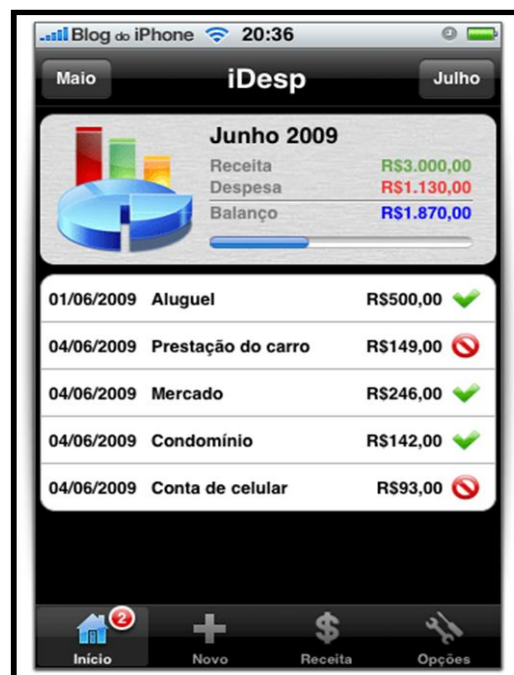 Blog do iPhone 20:36
Maio iDesp Julho
Junho 2009
Receita R$3.000,00
Despesa R$1.130,00
Balanço R$1.870,00
01/06/2009 Aluguel R$500,00
04/06/2009 Prestação do carro R$149,00
04/06/2009 Mercado R$246,00
04/06/2009 Condomínio R$142,00
04/06/2009 Conta de celular R$93,00
2
Início Novo Receita Opções